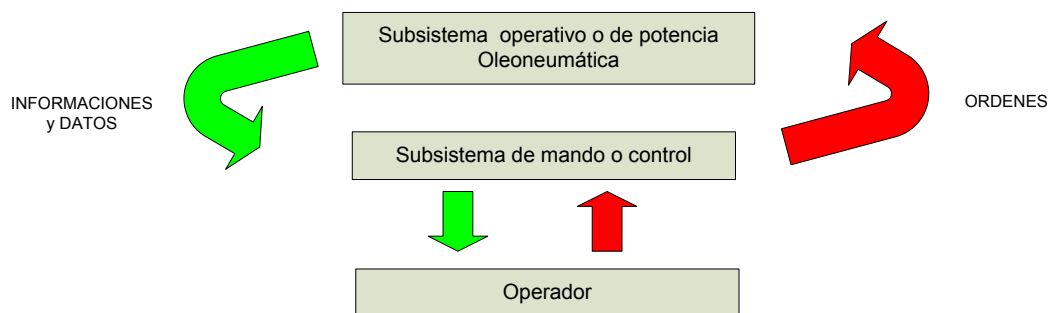 Subsistema operativo o de potencia
Oleoneumática
INFORMACIONES
y DATOS
ORDENES
Subsistema de mando o control
Operador